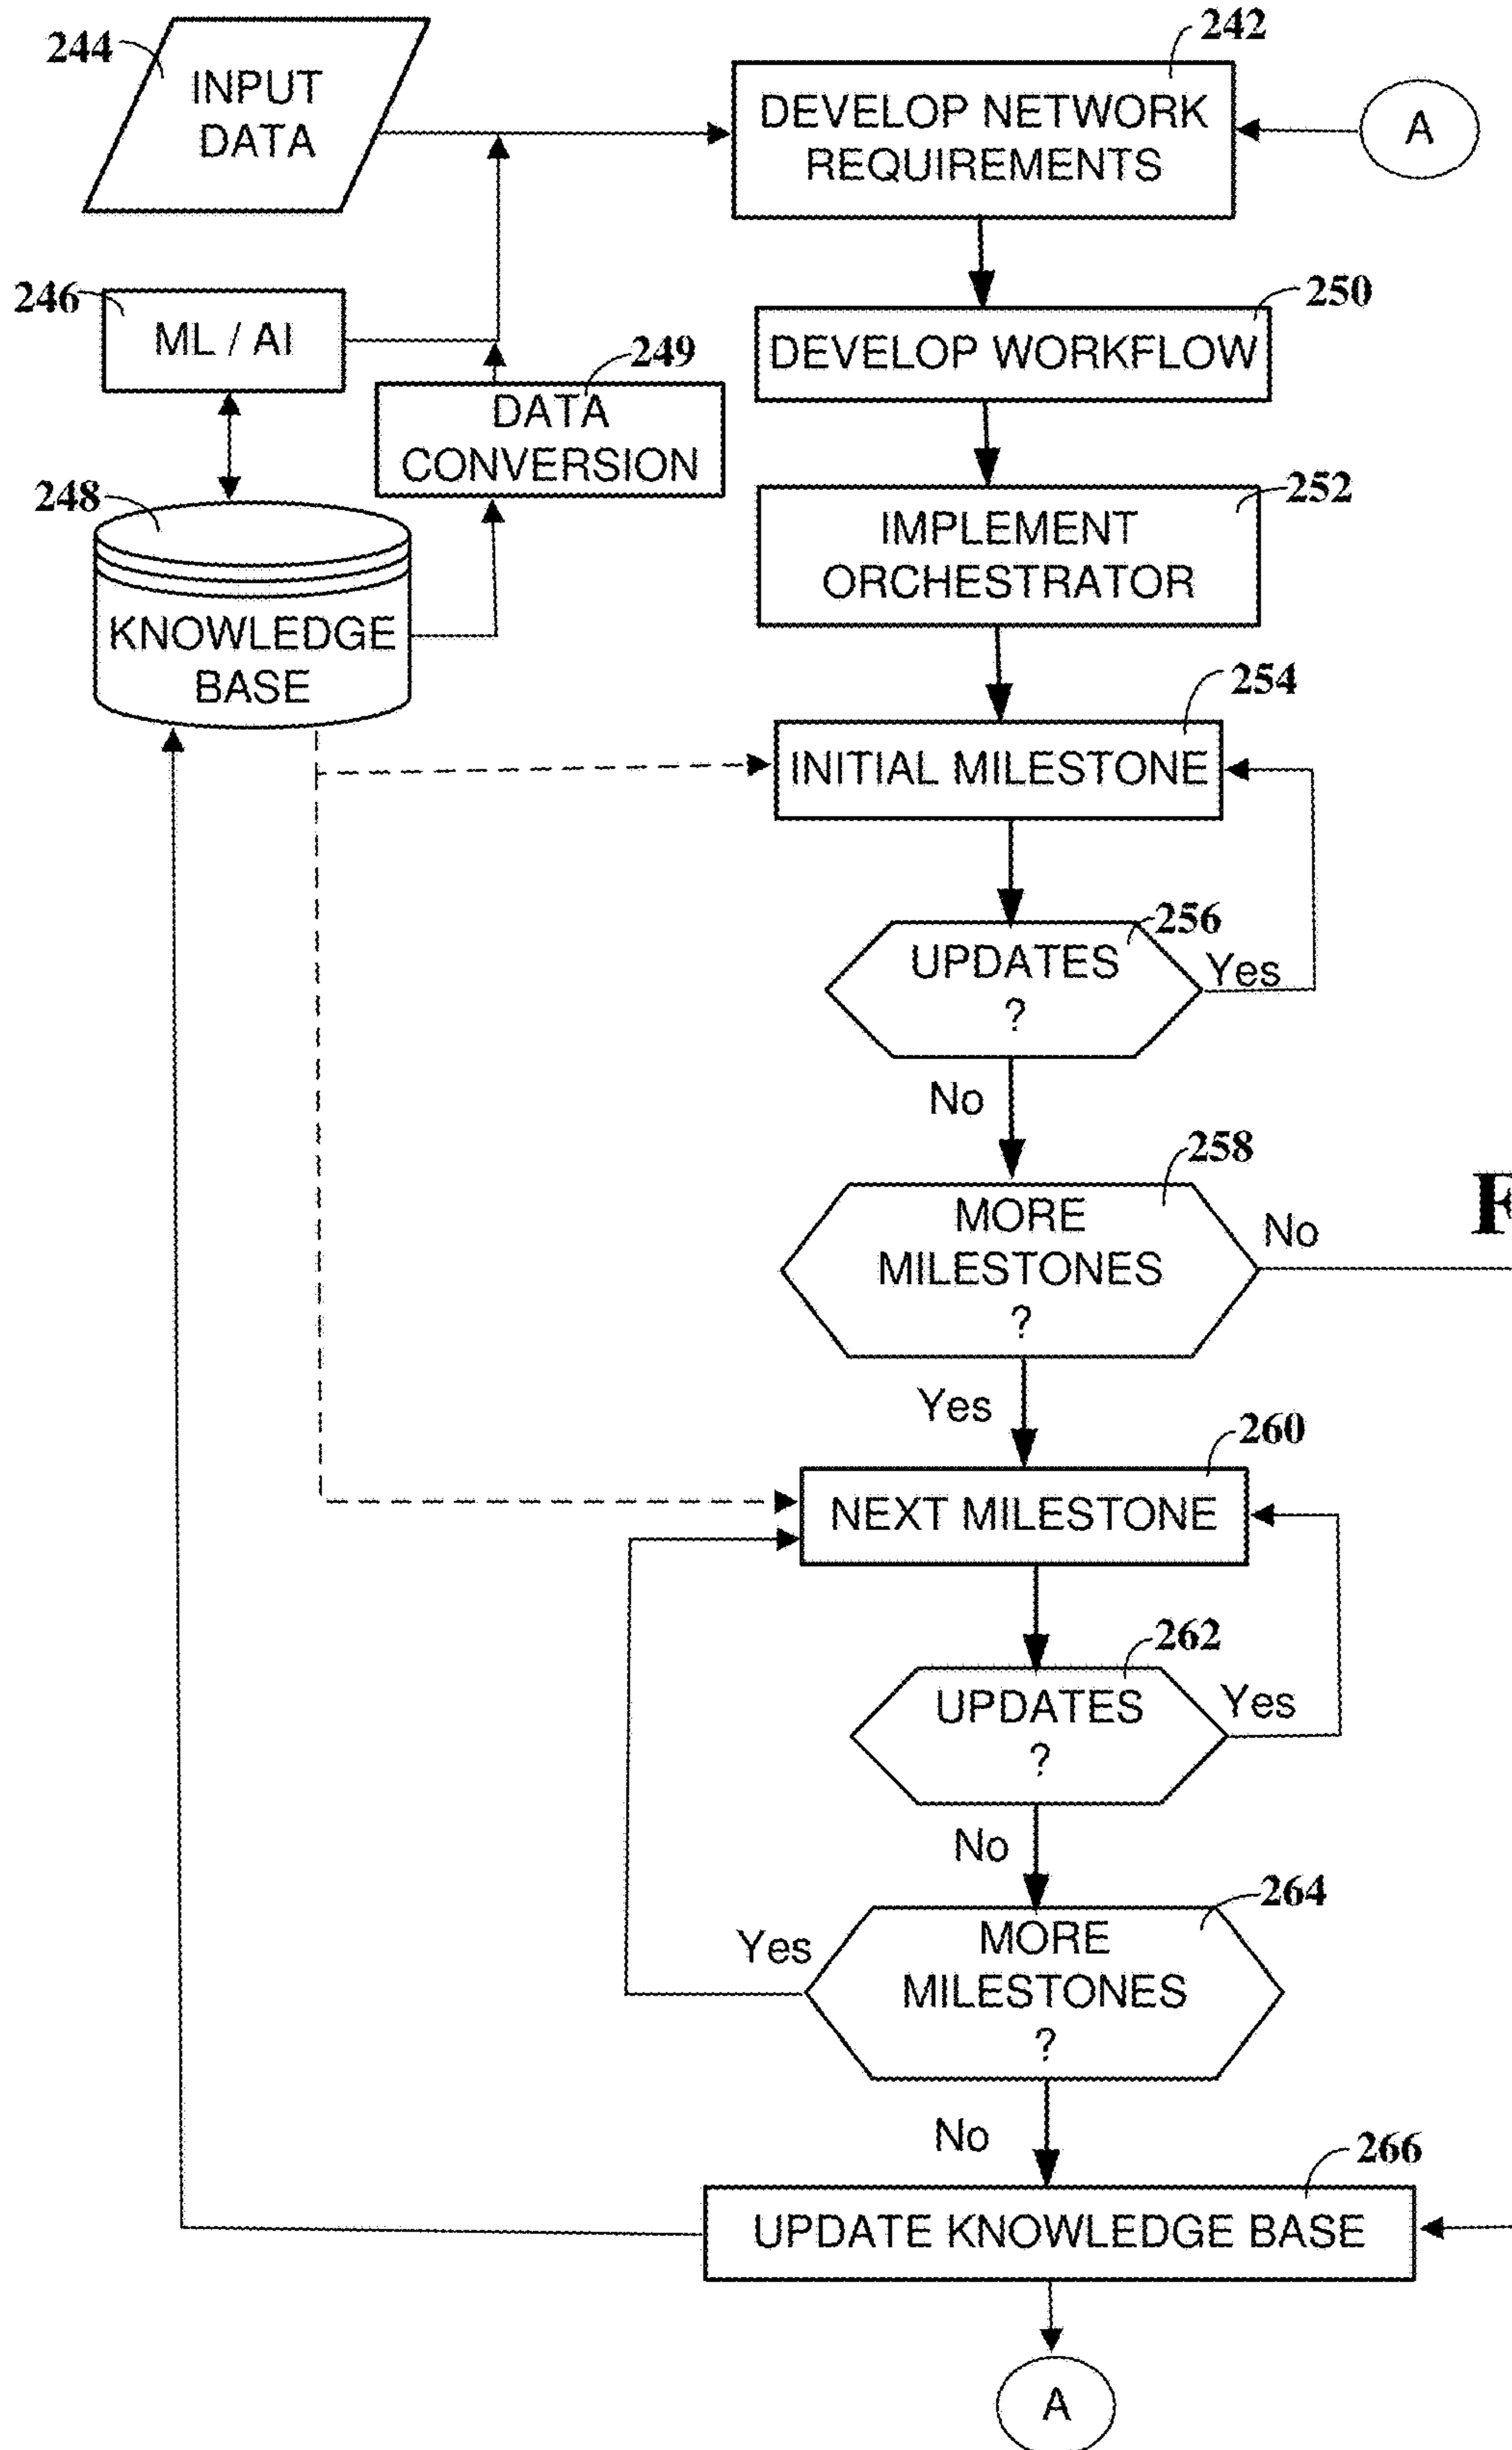 242
244
INPUT
DATA
DEVELOP NETWORK
REQUIREMENTS
A
246
ML / AI
250
DEVELOP WORKFLOW
249
DATA
CONVERSION
248
KNOWLEDGE
BASE
252
IMPLEMENT
ORCHESTRATOR
254
INITIAL MILESTONE
256
UPDATES
?
Yes
No
258
MORE
MILESTONES
?
No
Yes
260
NEXT MILESTONE
262
UPDATES
?
Yes
No
264
MORE
MILESTONES
?
Yes
No
266
UPDATE KNOWLEDGE BASE
A